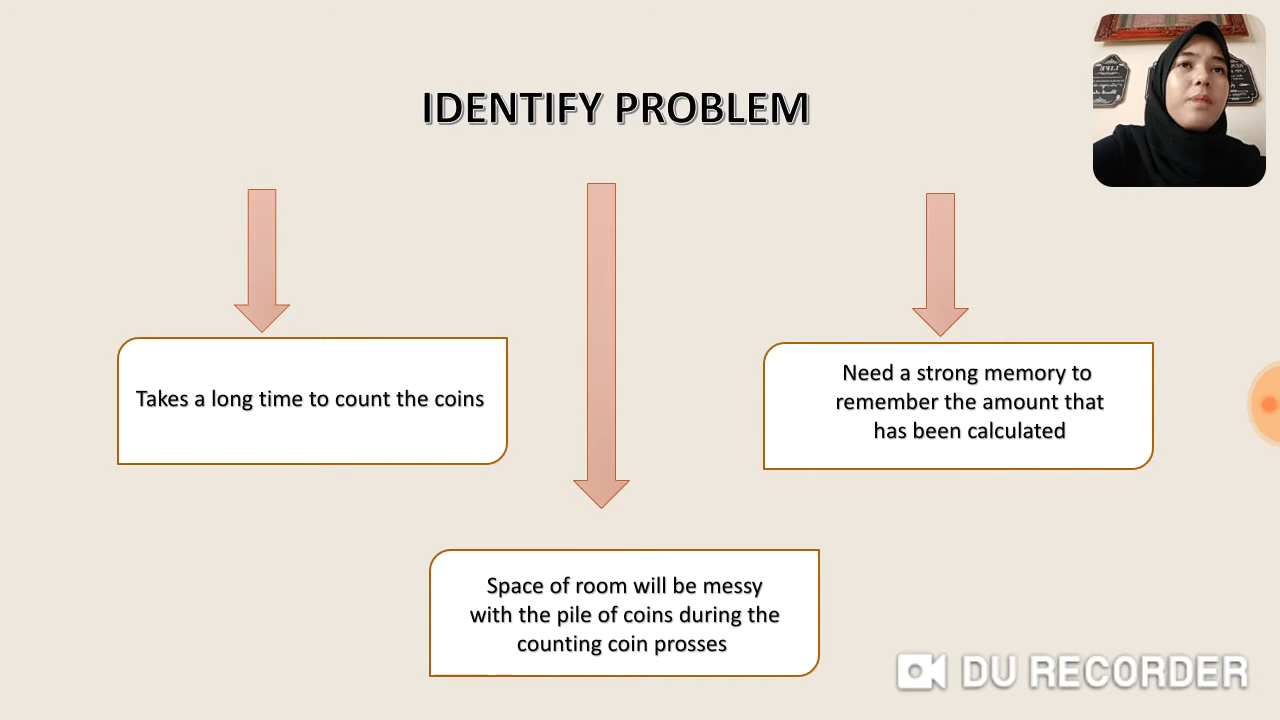 IDENTIFY PROBLEM
Takes a long time to count the coins
Need a strong memory to
remember the amount that
has been calculated
Space of room will be messy
with the pile of coins during the
counting coin prosses
DU RECORDER